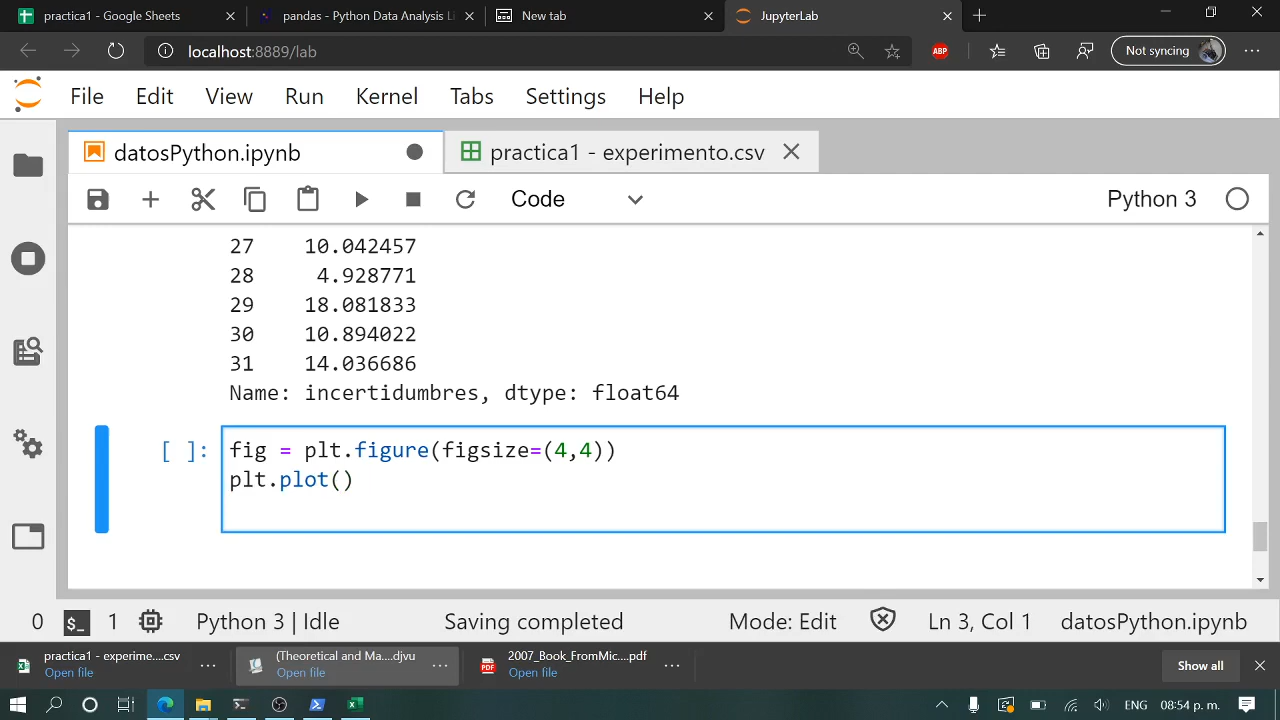 practica1 - Google Sheets
pandas - Python Data Analysis Li
New tab
JupyterLab
localhost:8889/lab
ABP
Not syncing
File Edit View Run Kernel Tabs Settings Help
datosPython.ipynb
practica1 - experimento.csv
Code
Python 3
27 10.042457
28 4.928771
29 18.081833
30 10.894022
31 14.036686
Name: incertidumbres, dtype: float64
[ ]: fig = plt.figure(figsize=(4,4))
plt.plot()
0 $_ 1 Python 3 | Idle Saving completed Mode: Edit Ln 3, Col 1 datosPython.ipynb
practica1 - experime....csv
Open file
(Theoretical and Ma....djvu
Open file
PDF
2007_Book_FromMic....pdf
Open file
Show all
ENG 08:54 p. m.